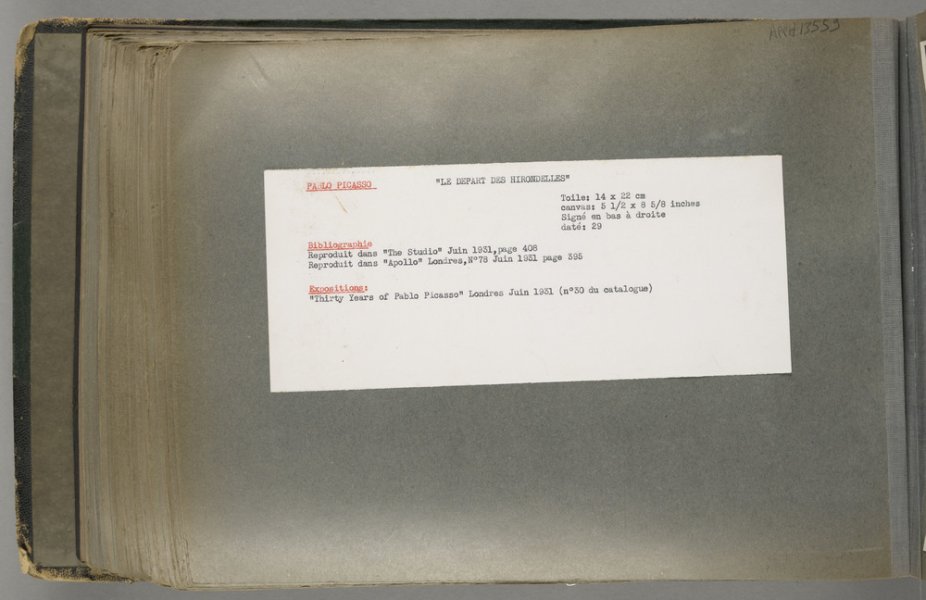 APCH13553
PABLO PICASSO "LE DEPART DES HIRONDELLES"
Toile: 14 x 22 cm
canvas: 5 1/2 x 8 5/8 inches
Signé en bas à droite
daté: 29
Bibliographie
Reproduit dans "The Studio" Juin 1931,page 408
Reproduit dans "Apollo" Londres,N°78 Juin 1931 page 395
Expositions:
"Thirty Years of Pablo Picasso" Londres Juin 1931 (n°30 du catalogue)